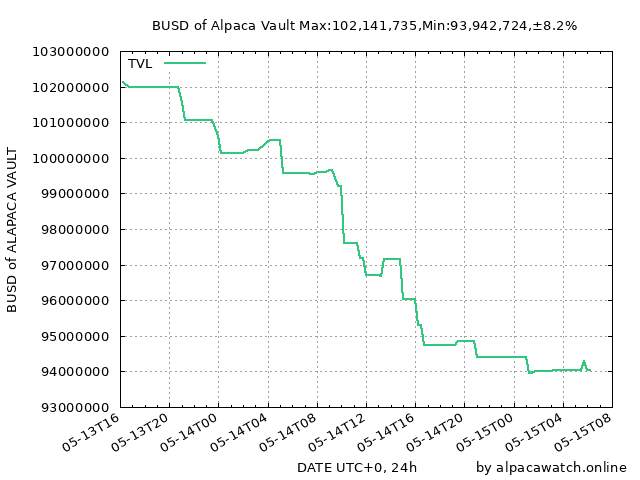 BUSD of Alpaca Vault Max:102,141,735,Min:93,942,724,±8.2%
103000000
TVL
102000000
101000000
100000000
99000000
98000000
97000000
96000000
95000000
94000000
93000000
BUSD of ALAPACA VAULT
05-13T16
05-13T20
05-14T00
05-14T04
05-14T08
05-14T12
05-14T16
05-14T20
05-15T00
05-15T04
05-15T08
DATE UTC+0, 24h
by alpacawatch.online